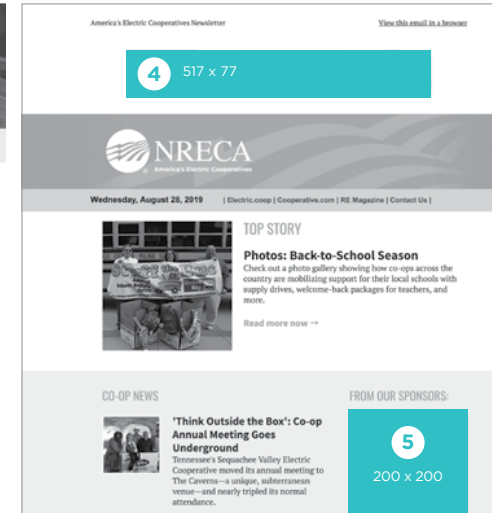 America's Electric Cooperatives Newsletter
View this email in a browser
4 517 x 77
NRECA
America's Electric Cooperatives
Wednesday, August 28, 2019 | Electric.coop | Cooperative.com | RE Magazine | Contact Us |
TOP STORY
Photos: Back-to-School Season
Check out a photo gallery showing how co-ops across the
country are mobilizing support for their local schools with
supply drives, welcome-back packages for teachers, and
more.
Read more now →
CO-OP NEWS
'Think Outside the Box': Co-op
Annual Meeting Goes
Underground
Tennessee's Sequachee Valley Electric
Cooperative moved its annual meeting to
The Caverns—a unique, subterranean
venue—and nearly tripled its normal
attendance.
FROM OUR SPONSORS:
5
200 x 200